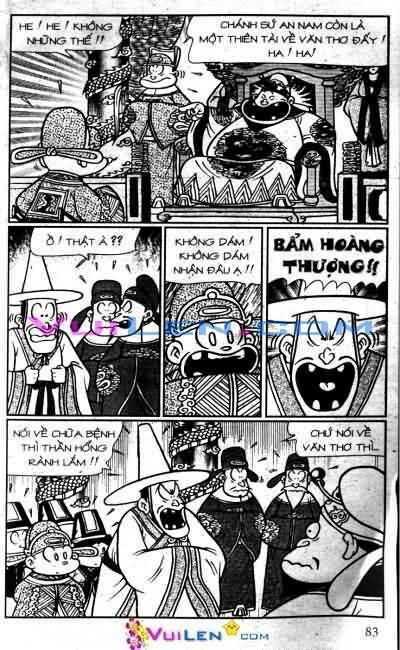 HE! HE! KHÔNG
NHỮNG THẾ!!
CHÁNH SỨ AN NAM CÒN LÀ
MỘT THIÊN TÀI VỀ VĂN THƠ ĐẤY!
HA! HA!
Ồ! THẬT À??
KHÔNG DÁM!
KHÔNG DÁM
NHẬN ĐÂU Ạ!!
BẨM HOÀNG
THƯỢNG!!
VUILEN.COM
NÓI VỀ CHỮA BỆNH
THÌ THẦN HỔNG
RÀNH LẮM!!
CHỨ NÓI VỀ
VĂN THƠ THÌ...
83
VUILEN.COM